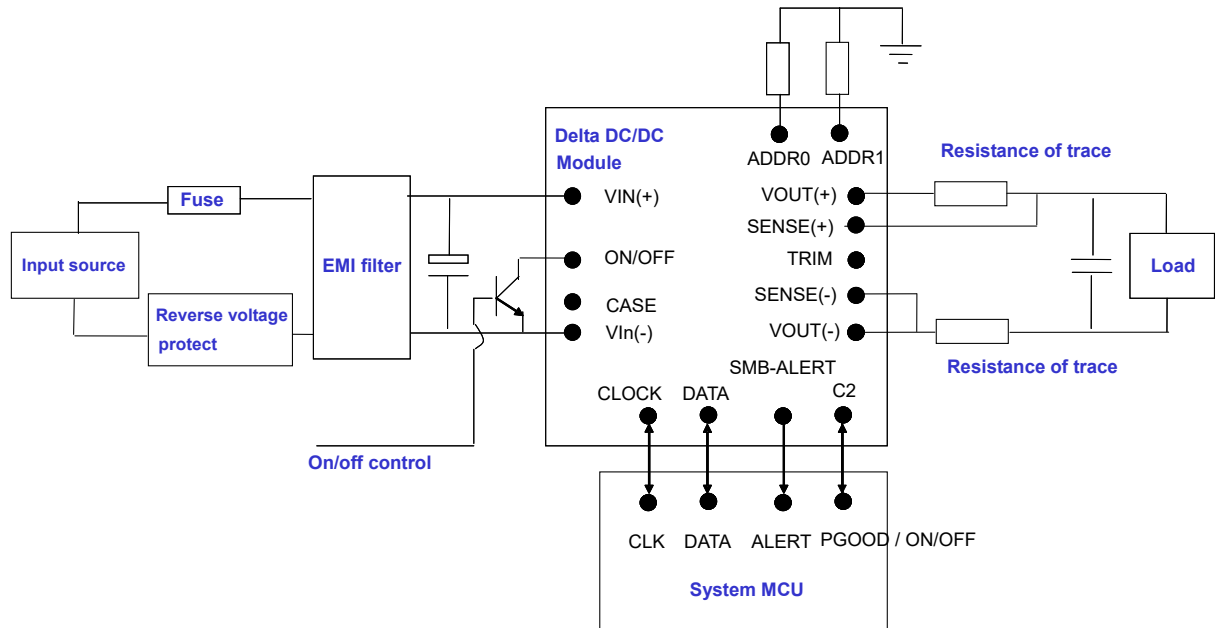 Delta DC/DC
Module
ADDR0
ADDR1
Resistance of trace
Fuse
VIN(+)
VOUT(+)
SENSE(+)
Input source
EMI filter
ON/OFF
TRIM
Load
CASE
SENSE(-)
Reverse voltage
protect
VIn(-)
VOUT(-)
Resistance of trace
SMB-ALERT
CLOCK
DATA
C2
On/off control
CLK
DATA
ALERT
PGOOD / ON/OFF
System MCU